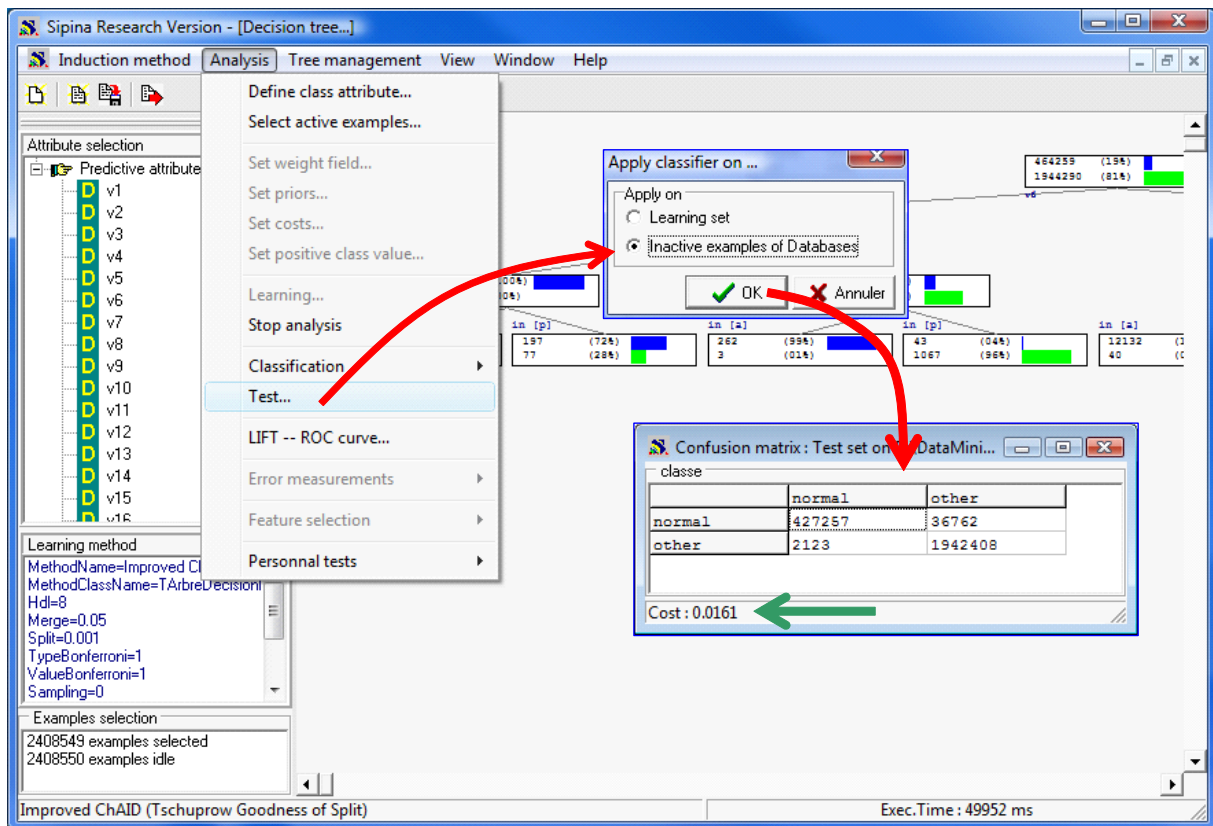 Sipina Research Version - [Decision tree...]
Induction method Analysis Tree management View Window Help
Define class attribute...
Select active examples...
Set weight field...
Set priors...
Set costs...
Set positive class value...
Learning...
Stop analysis
Classification
Test...
LIFT -- ROC curve...
Error measurements
Feature selection
Personnal tests
Attribute selection
Predictive attribute
D v1
D v2
D v3
D v4
D v5
D v6
D v7
D v8
D v9
D v10
D v11
D v12
D v13
D v14
D v15
D v16
Learning method
MethodName=Improved C
MethodClassName=TArbreDecision
Hdl=8
Merge=0.05
Split=0.001
TypeBonferroni=1
ValueBonferroni=1
Sampling=0
Examples selection
2408549 examples selected
2408550 examples idle
464259 (19%)
1944290 (81%)
v6
Apply classifier on ...
Apply on
Learning set
Inactive examples of Databases
OK Annuler
in [p]
197 (72%)
77 (28%)
in [a]
262 (99%)
3 (01%)
in [p]
43 (04%)
1067 (96%)
in [a]
12132
40
Confusion matrix : Test set on DataMini...
classe
normal other
normal 427257 36762
other 2123 1942408
Cost : 0.0161
Improved ChAID (Tschuprow Goodness of Split) Exec.Time : 49952 ms